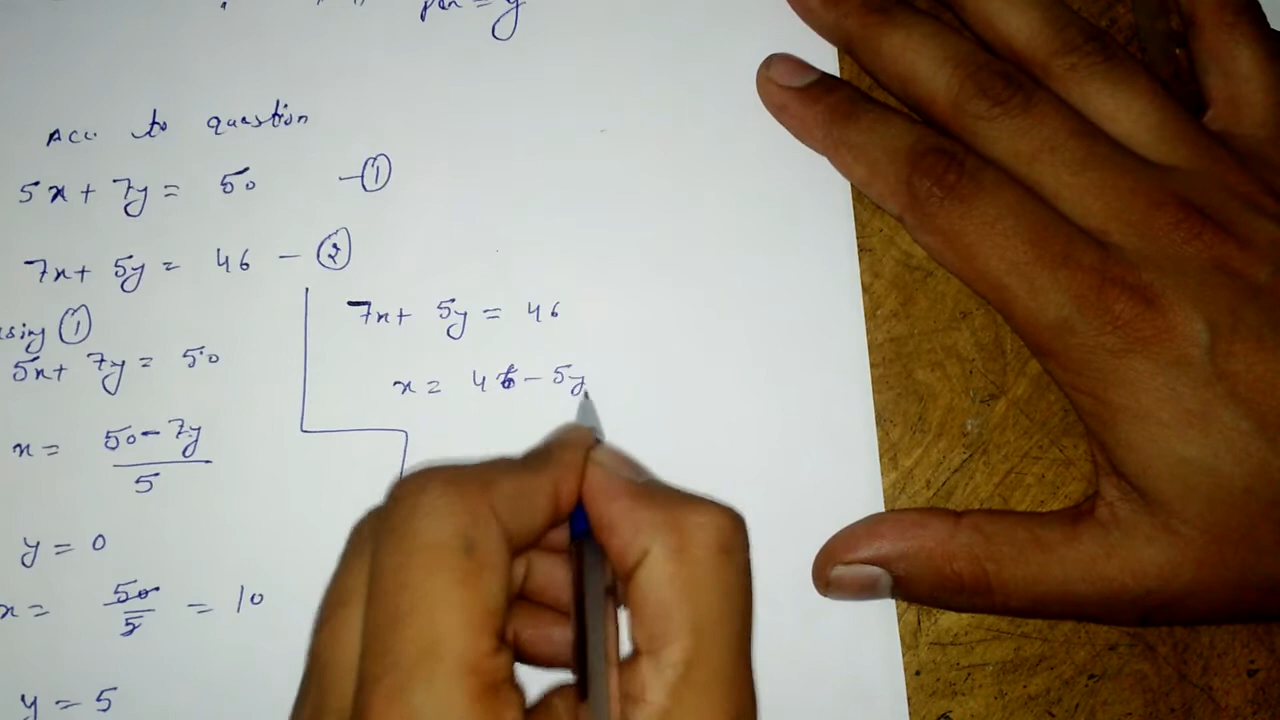 pen = y
Acc to question
5x + 7y = 50 — ①
7x + 5y = 46 — ②
using ①
5x + 7y = 50
x = 50 - 7y / 5
y = 0
x = 50 / 5 = 10
y = 5
7x + 5y = 46
x = 46 - 5y